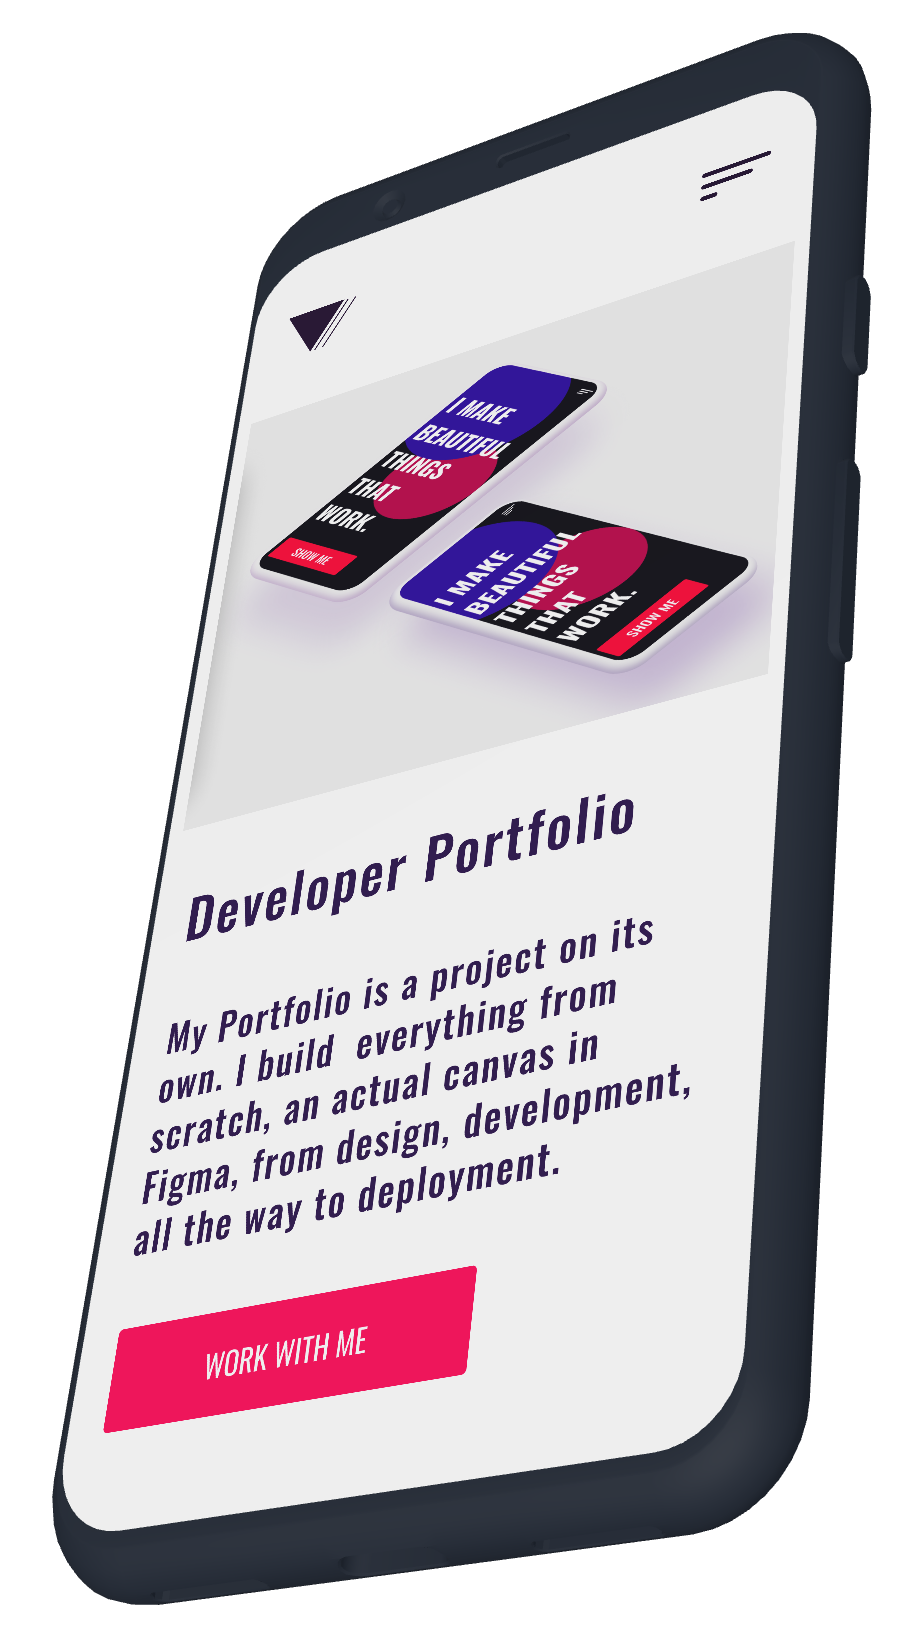 I MAKE
BEAUTIFUL
THINGS
THAT
WORK.
SHOW ME
I MAKE
BEAUTIFUL
THINGS
THAT
WORK.
SHOW ME
Developer Portfolio
My Portfolio is a project on its
own. I build  everything from
scratch, an actual canvas in
Figma, from design, development,
all the way to deployment.
WORK WITH ME